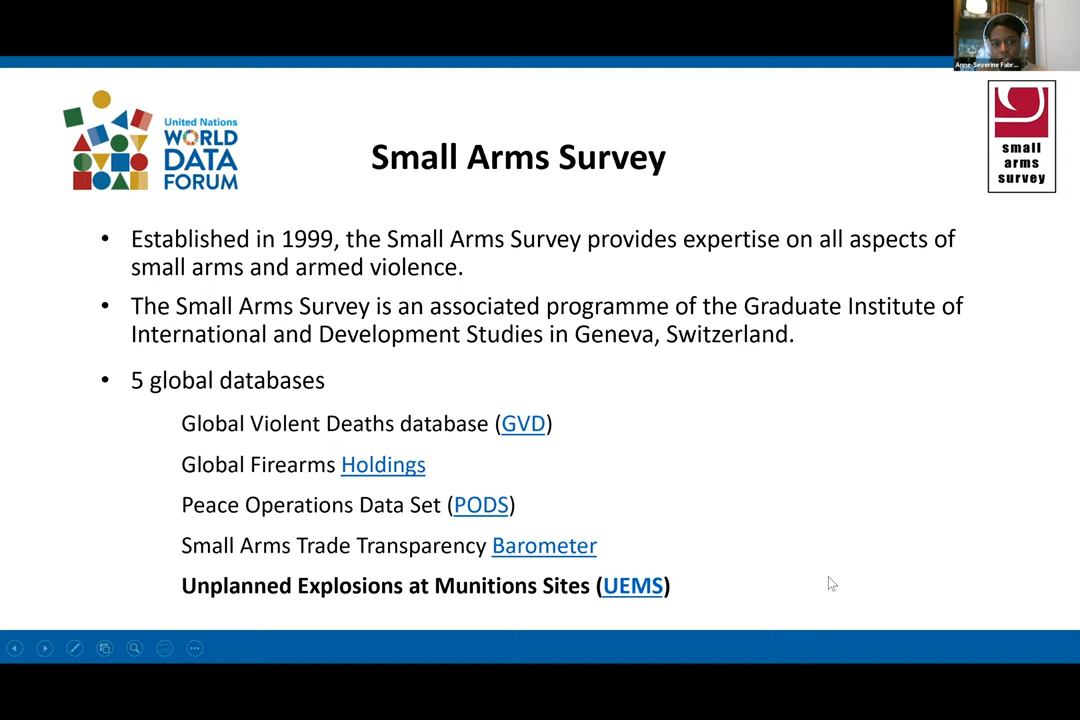 Anne-Severine Fabr...
United Nations
WORLD
DATA
FORUM
Small Arms Survey
small
arms
survey
• Established in 1999, the Small Arms Survey provides expertise on all aspects of
small arms and armed violence.
• The Small Arms Survey is an associated programme of the Graduate Institute of
International and Development Studies in Geneva, Switzerland.
• 5 global databases
Global Violent Deaths database (GVD)
Global Firearms Holdings
Peace Operations Data Set (PODS)
Small Arms Trade Transparency Barometer
Unplanned Explosions at Munitions Sites (UEMS)